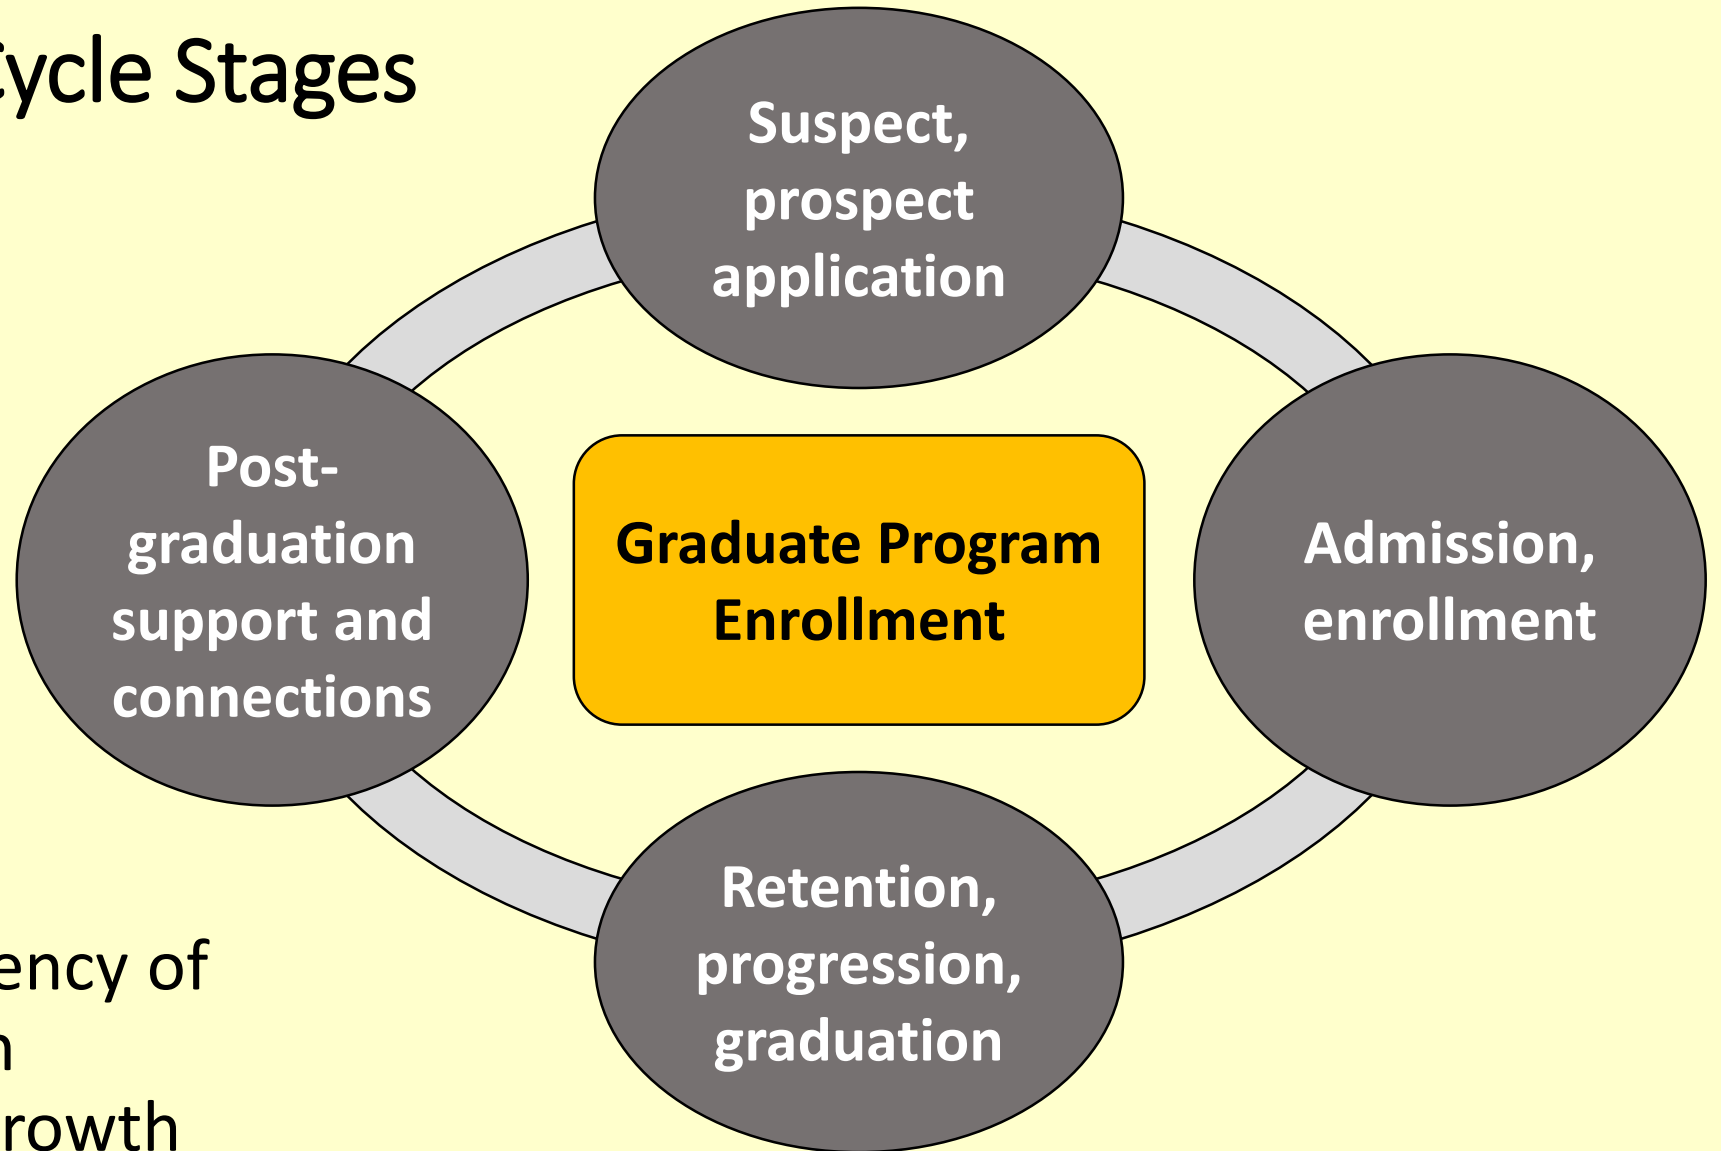 Cycle Stages
Suspect,
prospect
application
Post-
graduation
support and
connections
Graduate Program
Enrollment
Admission,
enrollment
Retention,
progression,
graduation
ency of
n
rowth